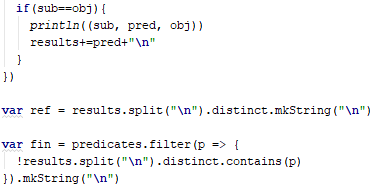 if(sub==obj){
println((sub, pred, obj))
results+=pred+"\n"
}
})
var ref = results.split("\n").distinct.mkString("\n")
var fin = predicates.filter(p => {
!results.split("\n").distinct.contains(p)
}).mkString("\n")